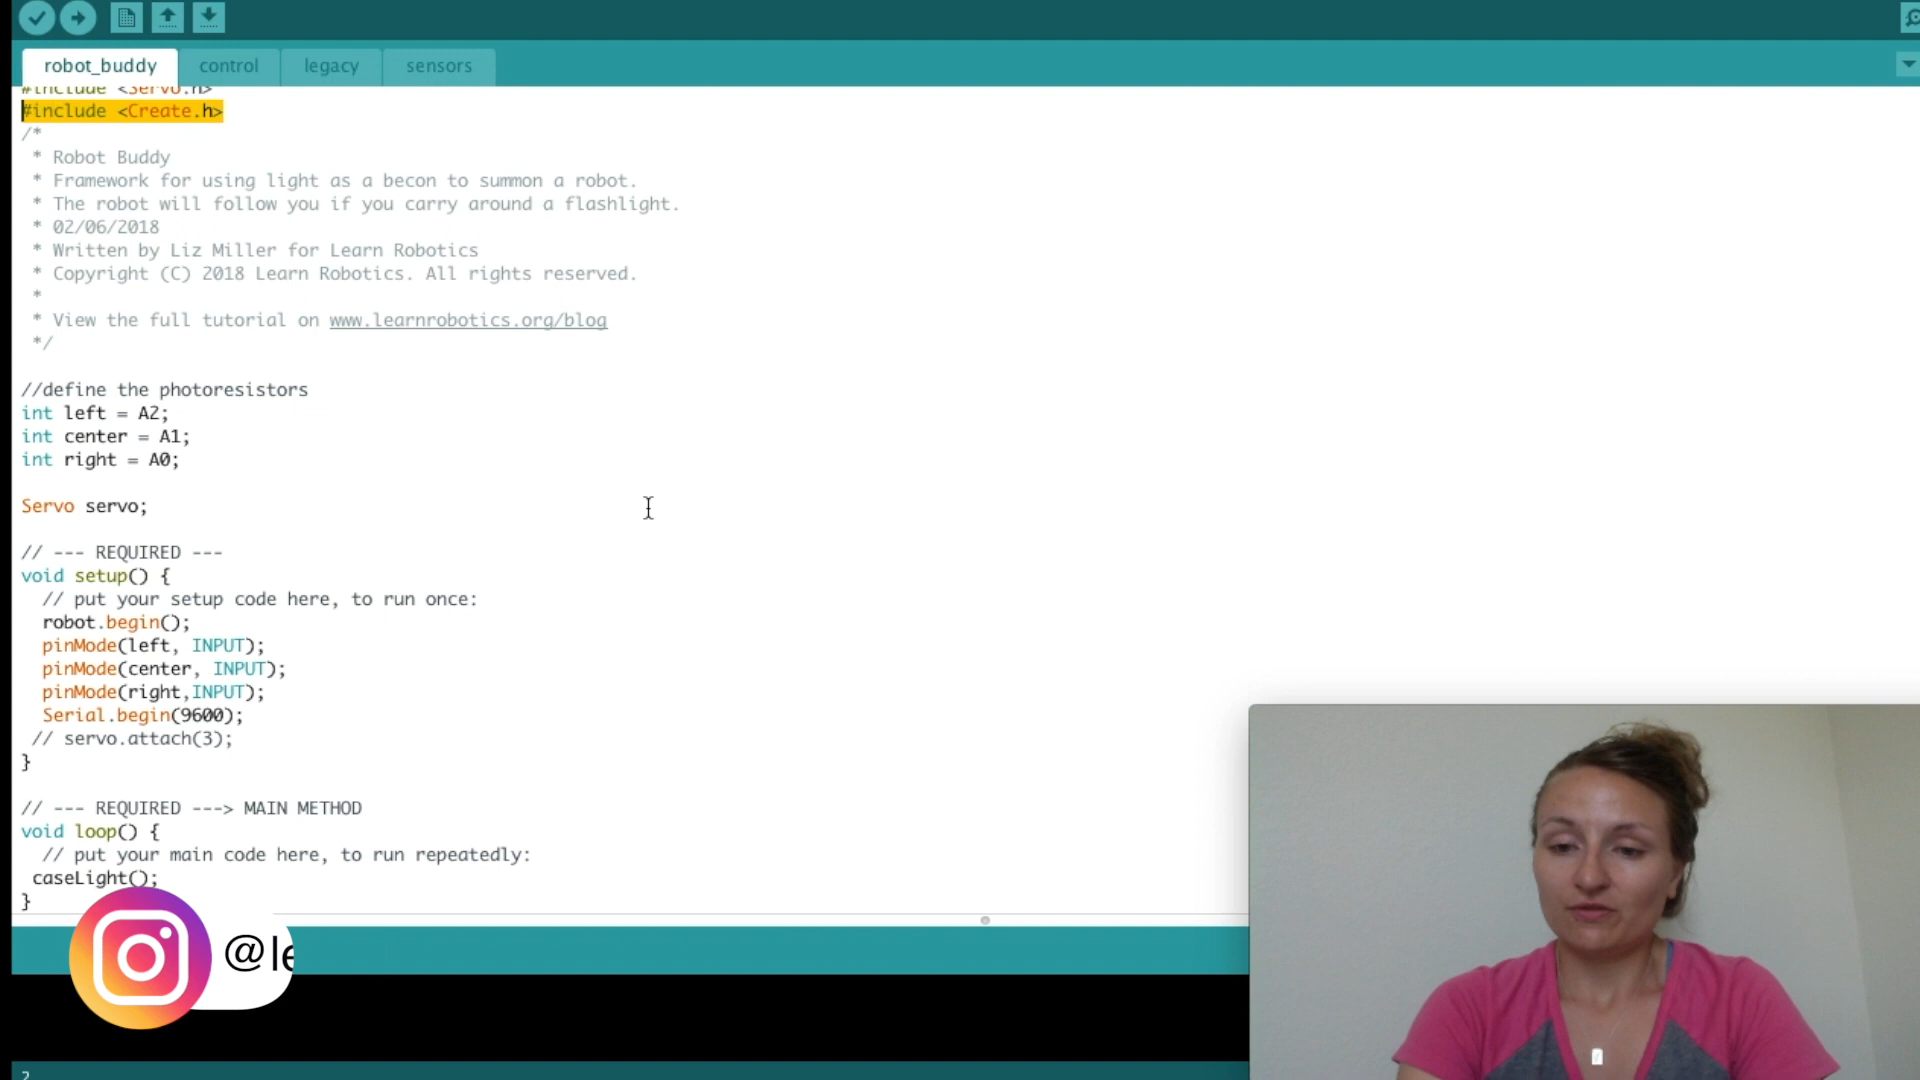 robot_buddy control legacy sensors
#include <Servo.h>
#include <Create.h>
/*
* Robot Buddy
* Framework for using light as a becon to summon a robot.
* The robot will follow you if you carry around a flashlight.
* 02/06/2018
* Written by Liz Miller for Learn Robotics
* Copyright (C) 2018 Learn Robotics. All rights reserved.
*
* View the full tutorial on www.learnrobotics.org/blog
*/
//define the photoresistors
int left = A2;
int center = A1;
int right = A0;
Servo servo;
// --- REQUIRED ---
void setup() {
// put your setup code here, to run once:
robot.begin();
pinMode(left, INPUT);
pinMode(center, INPUT);
pinMode(right,INPUT);
Serial.begin(9600);
// servo.attach(3);
}
// --- REQUIRED ---> MAIN METHOD
void loop() {
// put your main code here, to run repeatedly:
caseLight();
}
@le
2